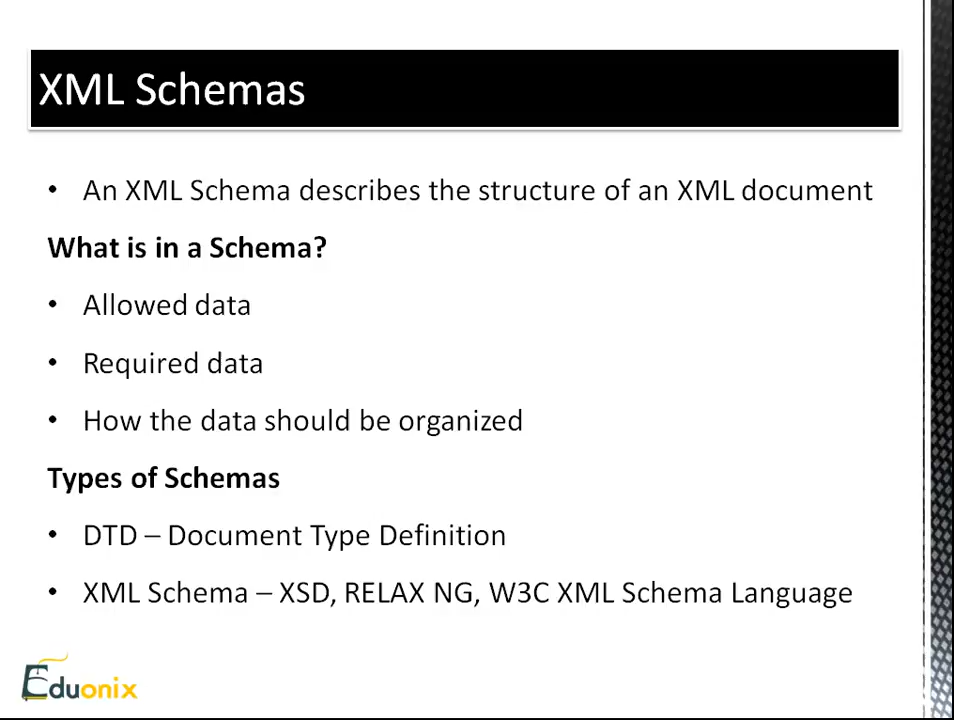 XML Schemas
• An XML Schema describes the structure of an XML document
What is in a Schema?
• Allowed data
• Required data
• How the data should be organized
Types of Schemas
• DTD – Document Type Definition
• XML Schema – XSD, RELAX NG, W3C XML Schema Language
Eduonix